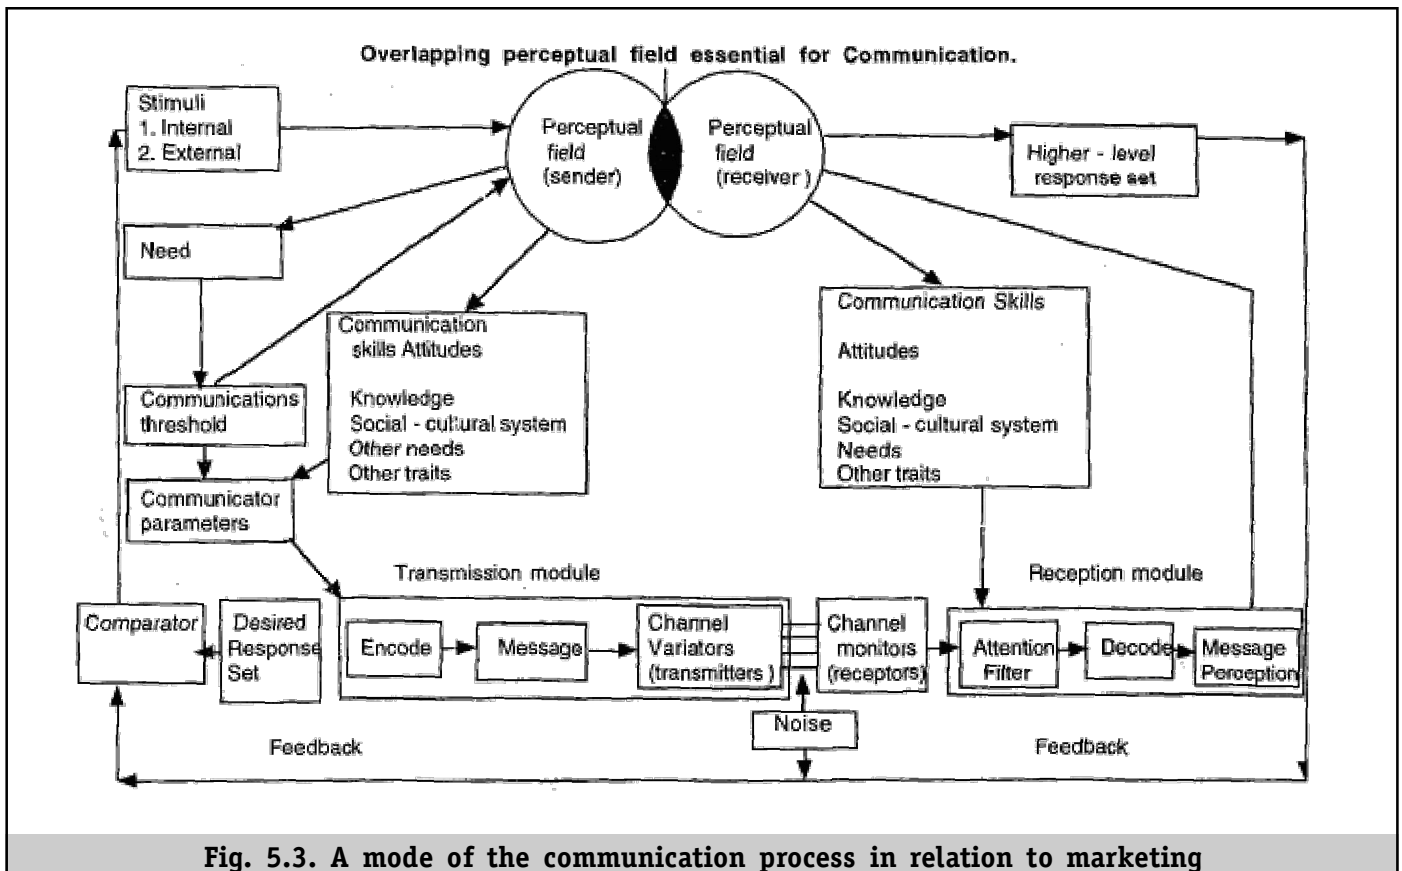 Overlapping perceptual field essential for Communication.
Stimuli
1. Internal
2. External
Perceptual
field
(sender)
Perceptual
field
(receiver)
Higher - level
response set
Need
Communications
threshold
Communication
skills Attitudes
Knowledge
Social - cultural system
Other needs
Other traits
Communication Skills
Attitudes
Knowledge
Social - cultural system
Needs
Other traits
Communicator
parameters
Transmission module
Reception module
Comparator
Desired
Response
Set
Encode
Message
Channel
Variators
(transmitters)
Channel
monitors
(receptors)
Attention
Filter
Decode
Message
Perception
Noise
Feedback
Feedback
Fig. 5.3. A mode of the communication process in relation to marketing